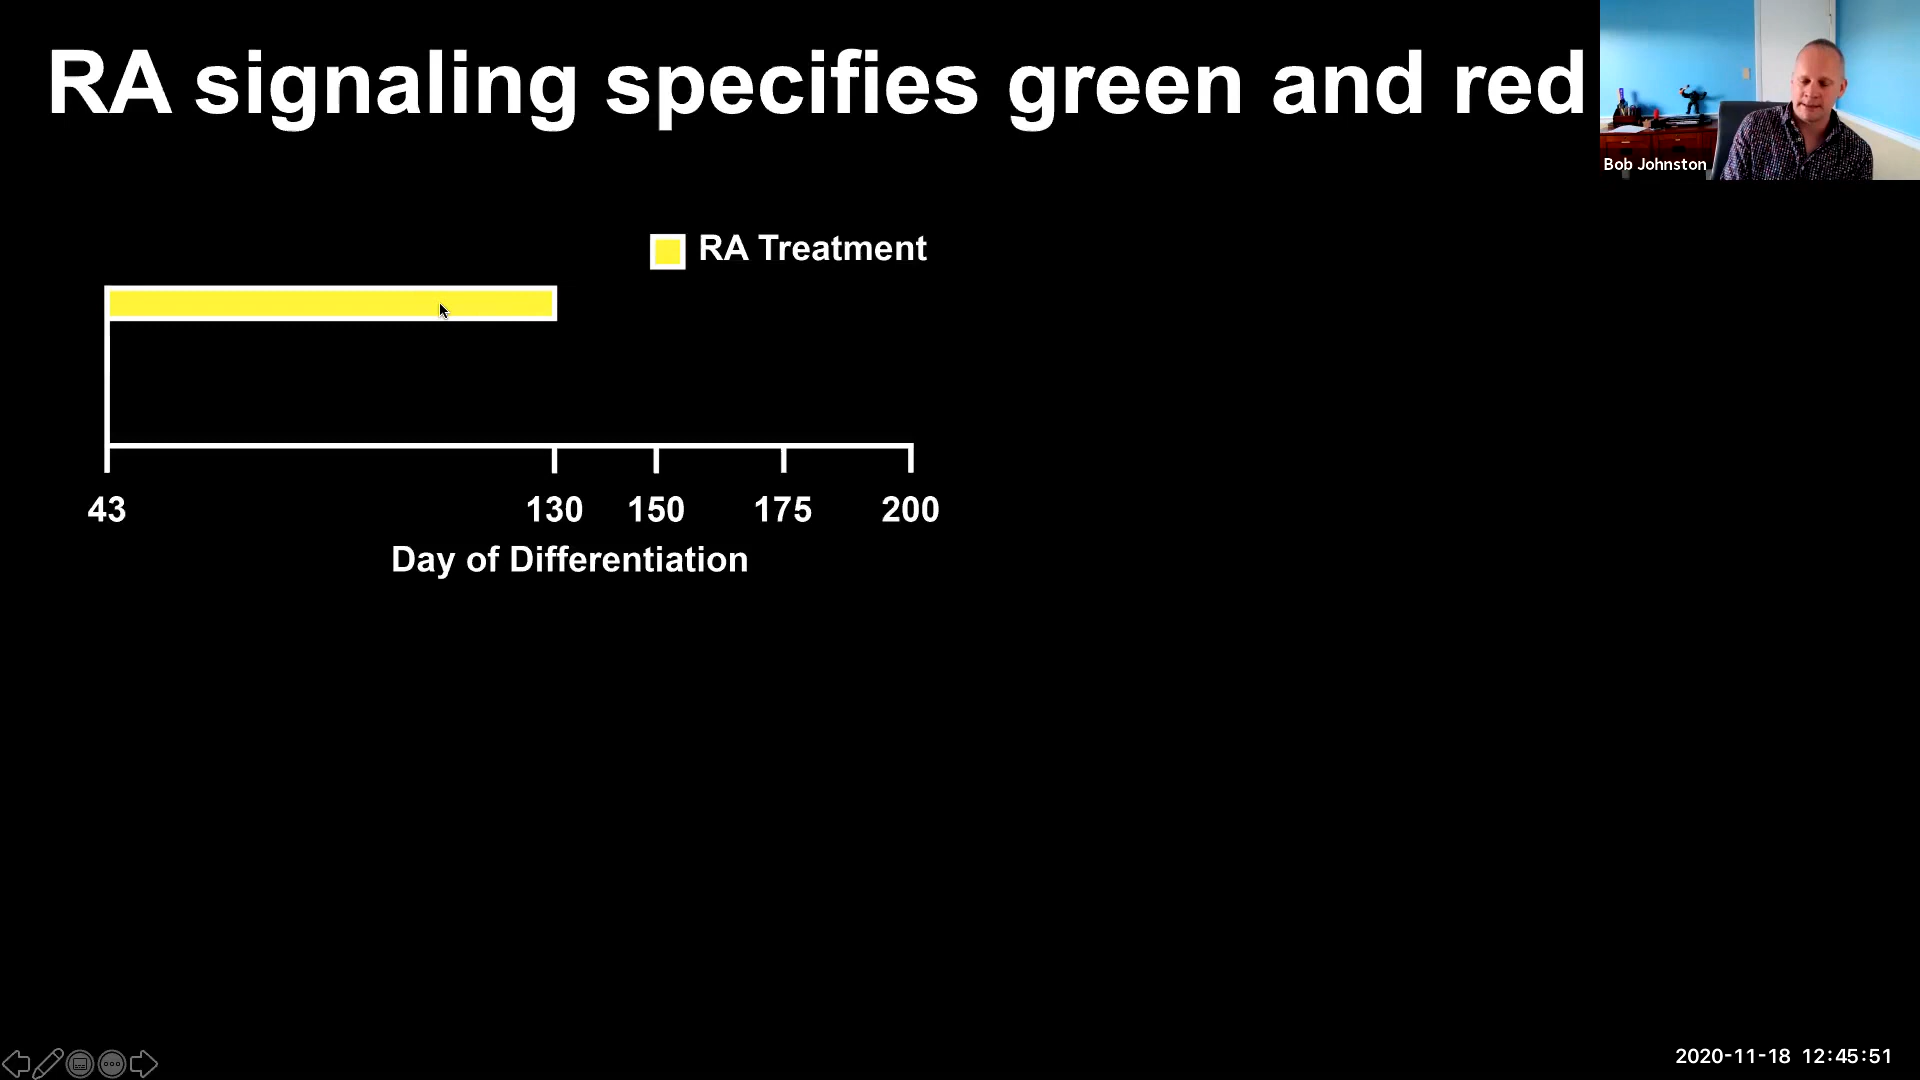 RA signaling specifies green and red
Bob Johnston
RA Treatment
43
130
150
175
200
Day of Differentiation
2020-11-18 12:45:51